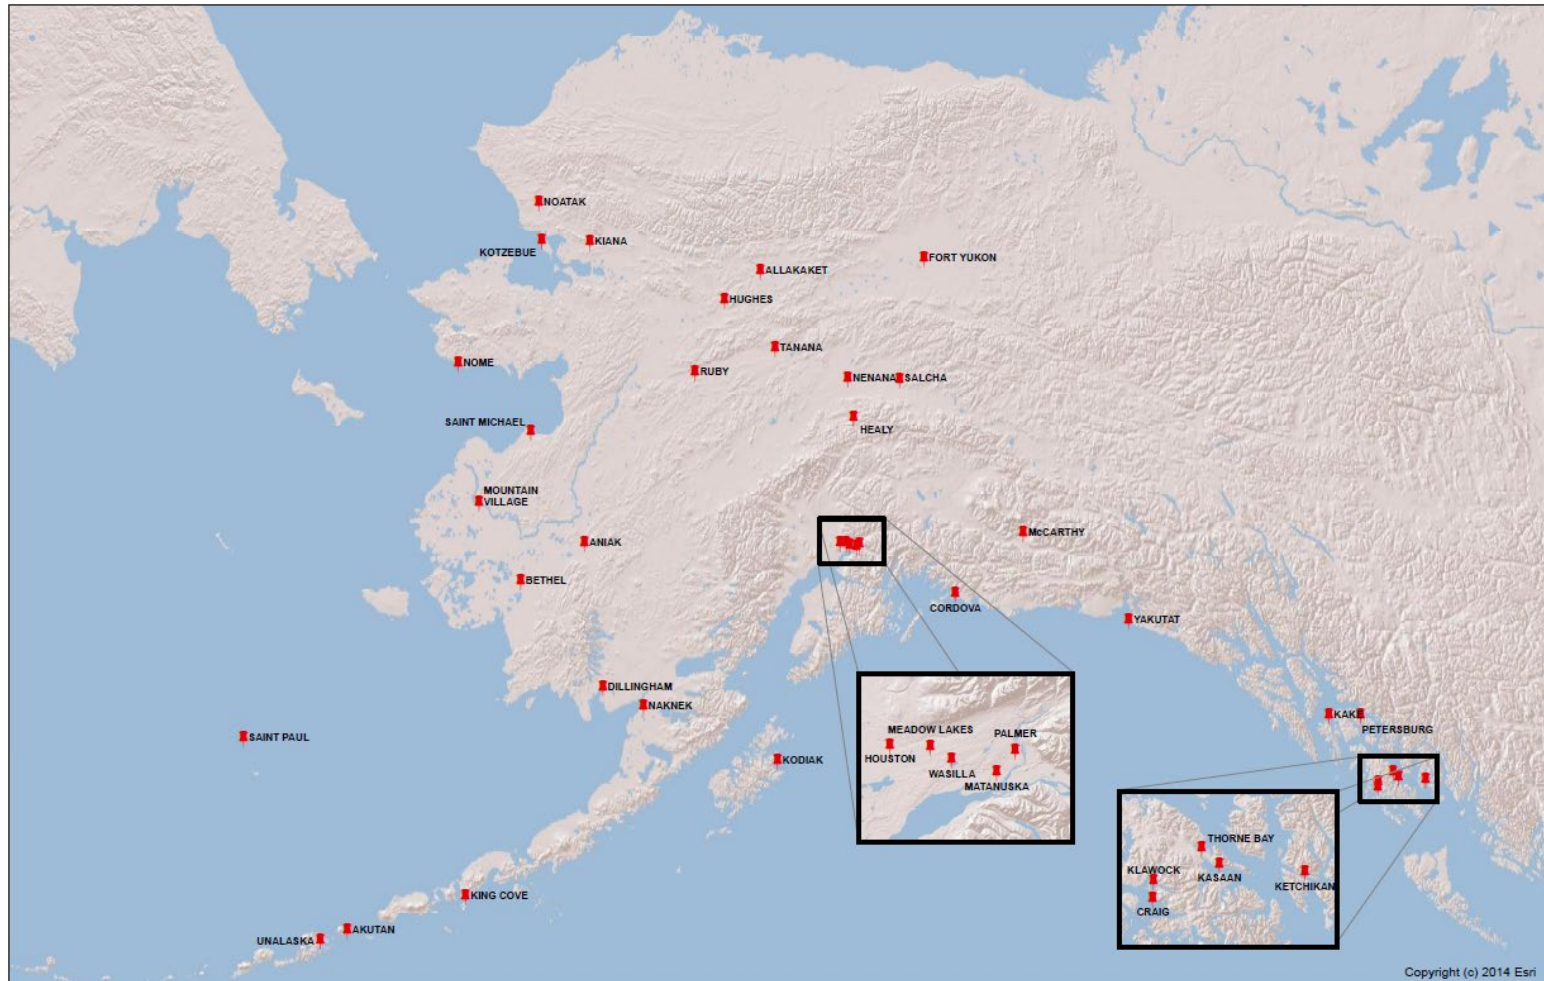 NOATAK
KOTZEBUE
KIANA
ALLAKAKET
FORT YUKON
HUGHES
TANANA
NOME
RUBY
NENANA
SALCHA
SAINT MICHAEL
HEALY
MOUNTAIN
VILLAGE
ANIAK
McCARTHY
BETHEL
CORDOVA
YAKUTAT
DILLINGHAM
NAKNEK
KAKE
PETERSBURG
SAINT PAUL
KODIAK
MEADOW LAKES
PALMER
HOUSTON
WASILLA
MATANUSKA
THORNE BAY
KLAWOCK
KASAAN
KETCHIKAN
CRAIG
KING COVE
AKUTAN
UNALASKA
Copyright (c) 2014 Esri